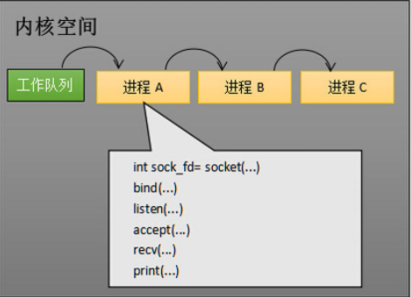 内核空间
工作队列 进程 A 进程 B 进程 C
int sock_fd= socket(...)
bind(...)
listen(...)
accept(...)
recv(...)
print(...)